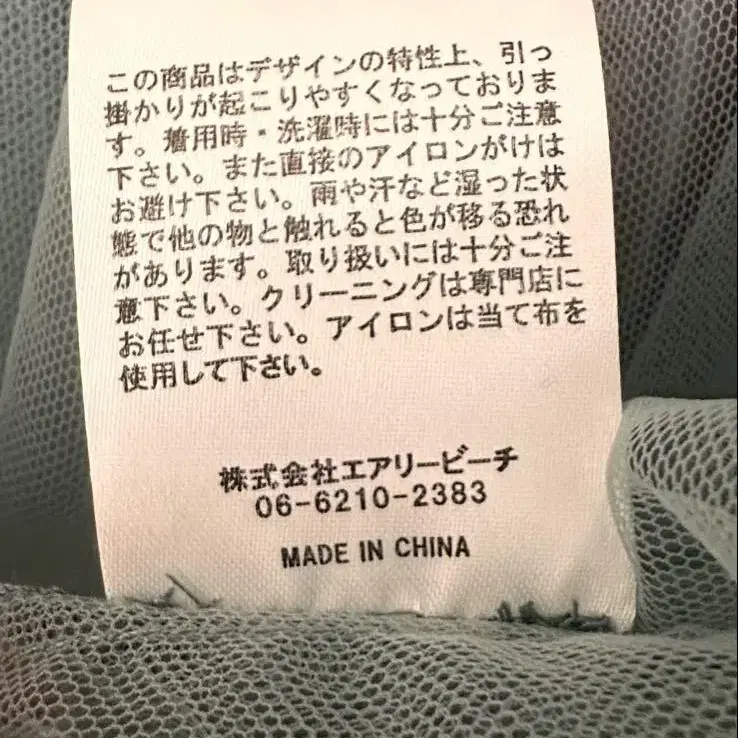 この商品はデザインの特性上、引っ
掛かりが起こりやすくなっておりま
す。着用時・洗濯時には十分ご注意
下さい。また直接のアイロンがけは
お避け下さい。雨や汗など湿った状
態で他の物と触れると色が移る恐れ
があります。取り扱いには十分ご注
意下さい。クリーニングは専門店に
お任せ下さい。アイロンは当て布を
使用して下さい。
株式会社エアリービーチ
06-6210-2383
MADE IN CHINA